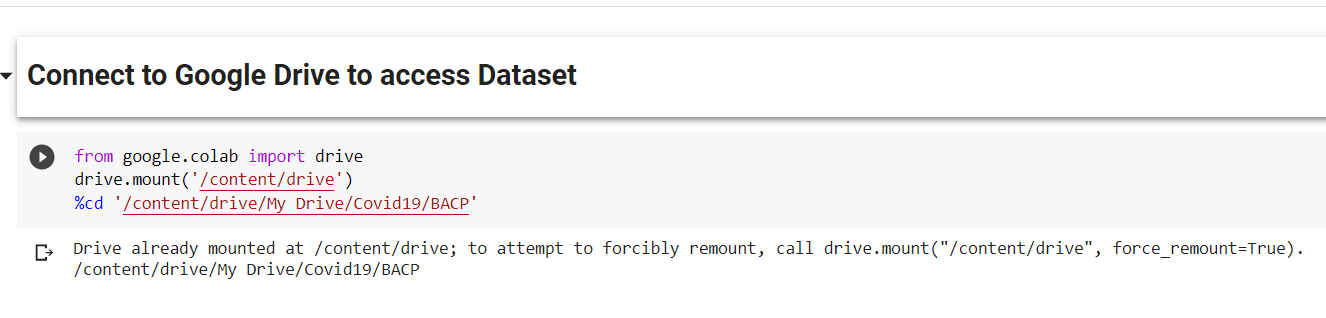 Connect to Google Drive to access Dataset
from google.colab import drive
drive.mount('/content/drive')
%cd '/content/drive/My Drive/Covid19/BACP'
Drive already mounted at /content/drive; to attempt to forcibly remount, call drive.mount("/content/drive", force_remount=True).
/content/drive/My Drive/Covid19/BACP